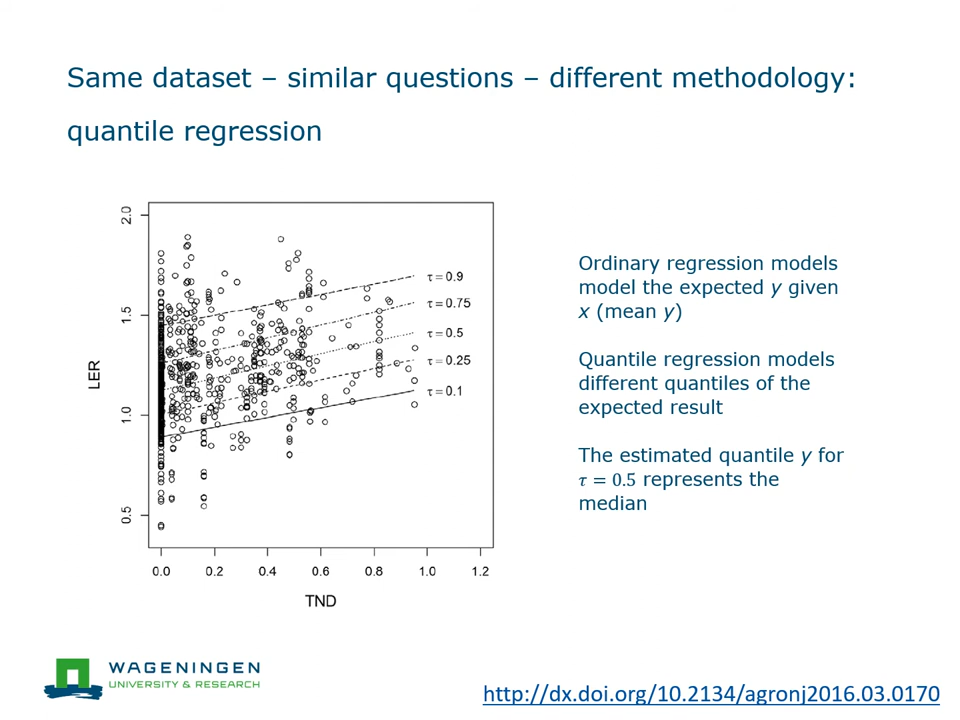 Same dataset – similar questions – different methodology:
quantile regression
2.0
1.5
1.0
0.5
LER
τ = 0.9
τ = 0.75
τ = 0.5
τ = 0.25
τ = 0.1
0.0 0.2 0.4 0.6 0.8 1.0 1.2
TND
Ordinary regression models
model the expected y given
x (mean y)
Quantile regression models
different quantiles of the
expected result
The estimated quantile y for
τ = 0.5 represents the
median
WAGENINGEN
UNIVERSITY & RESEARCH
http://dx.doi.org/10.2134/agronj2016.03.0170